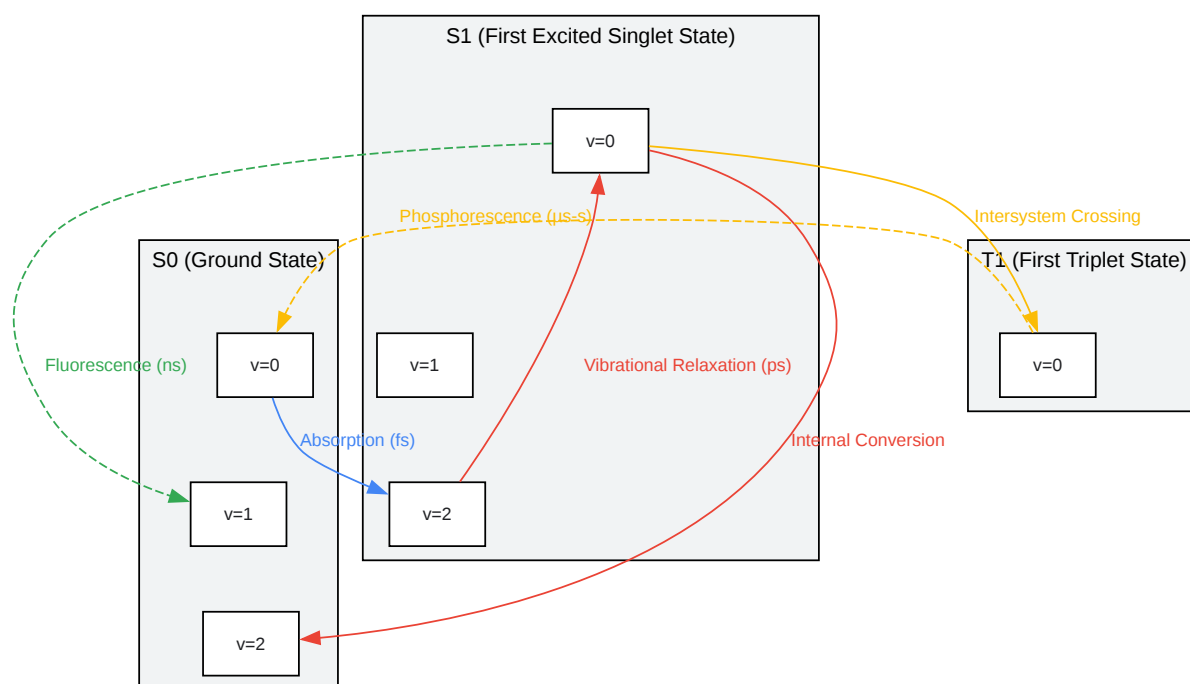 S1 (First Excited Singlet State)
v=0
Phosphorescence (µs-s)
Intersystem Crossing
S0 (Ground State)
T1 (First Triplet State)
Fluorescence (ns)
v=0
v=1
Vibrational Relaxation (ps)
v=0
Absorption (fs)
Internal Conversion
v=1
v=2
v=2